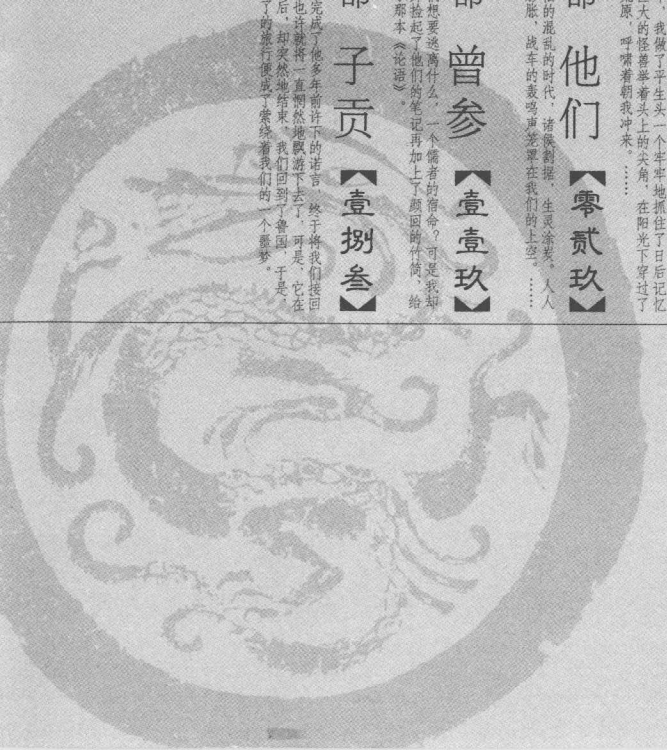 ，我做了平生头一个牢牢地抓住了日后记忆
大的怪兽举着头上的尖角，在阳光下穿过了
原，呼啸着朝我冲来。……
部 他们 【零贰玖】
的混乱的时代，诸侯割据，生灵涂炭。人人
胀，战车的轰鸣声笼罩在我们的上空。……
部 曾参 【壹壹玖】
想要逃离什么，一个儒者的宿命？可是我却
捡起了他们的笔记再加上了颜回的竹简，给
那本《论语》。
部 子贡 【壹捌叁】
完成了他多年前许下的诺言，终于将我们接回
也许就将一直惘然地飘游下去了，可是，它在
后，却突然地结束，我们回到了鲁国，于是，
了的旅行便成了萦绕着我们的一个噩梦。